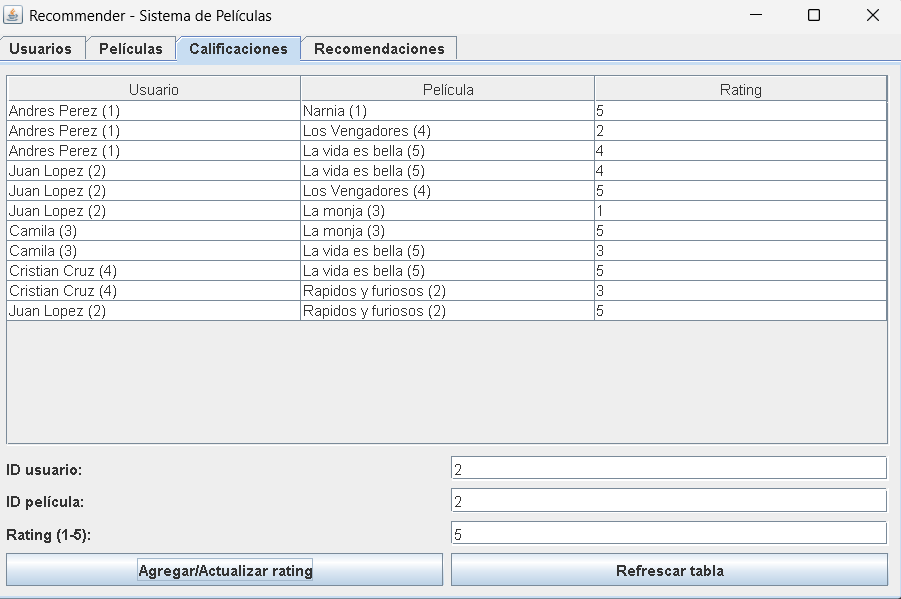 Recommender - Sistema de Películas
Usuarios Películas Calificaciones Recomendaciones
Usuario Película Rating
Andres Perez (1) Narnia (1) 5
Andres Perez (1) Los Vengadores (4) 2
Andres Perez (1) La vida es bella (5) 4
Juan Lopez (2) La vida es bella (5) 4
Juan Lopez (2) Los Vengadores (4) 5
Juan Lopez (2) La monja (3) 1
Camila (3) La monja (3) 5
Camila (3) La vida es bella (5) 3
Cristian Cruz (4) La vida es bella (5) 5
Cristian Cruz (4) Rapidos y furiosos (2) 3
Juan Lopez (2) Rapidos y furiosos (2) 5
ID usuario: 2
ID película: 2
Rating (1-5): 5
Agregar/Actualizar rating Refrescar tabla